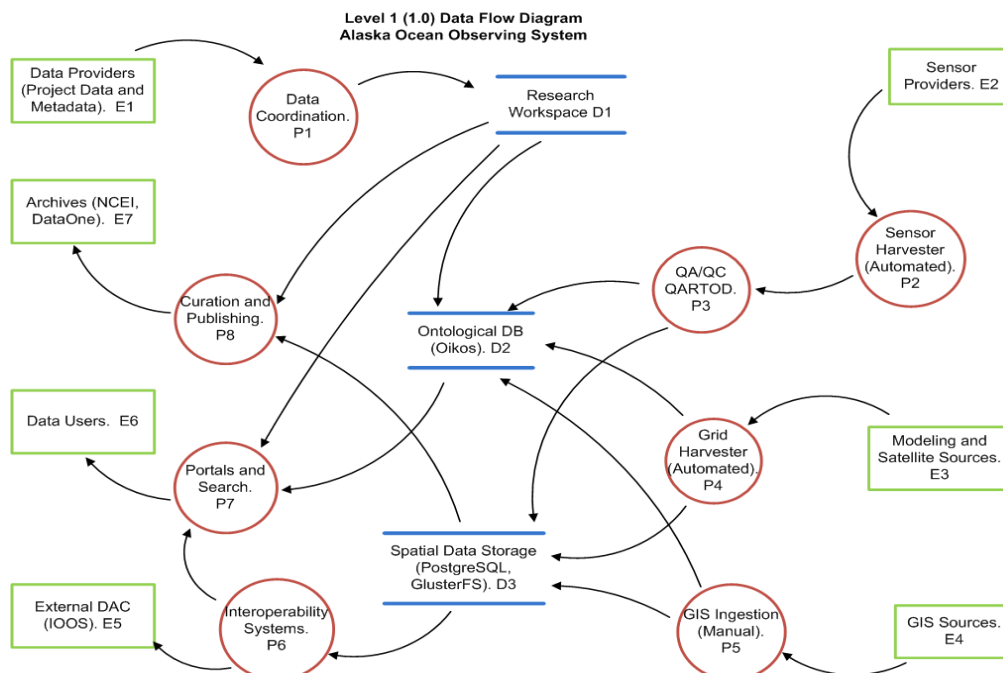 Level 1 (1.0) Data Flow Diagram
Alaska Ocean Observing System
Data Providers
(Project Data and
Metadata).  E1
Data
Coordination.
P1
Research
Workspace D1
Sensor
Providers. E2
Archives (NCEI,
DataOne).  E7
Sensor
Harvester
(Automated).
P2
QA/QC
QARTOD.
P3
Curation and
Publishing.
P8
Ontological DB
(Oikos). D2
Data Users.  E6
Portals and
Search.
P7
Grid
Harvester
(Automated).
P4
Modeling and
Satellite Sources.
E3
Spatial Data Storage
(PostgreSQL,
GlusterFS). D3
External DAC
(IOOS). E5
Interoperability
Systems.
P6
GIS Ingestion
(Manual).
P5
GIS Sources.
E4